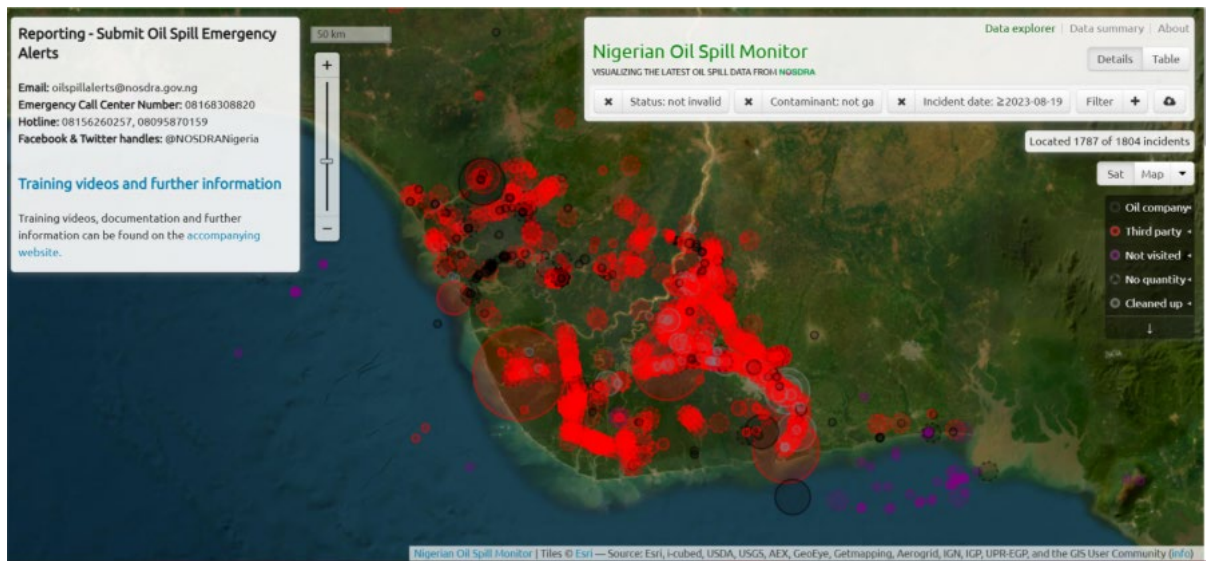 Reporting - Submit Oil Spill Emergency
Alerts
Email: oilspillalerts@nosdra.gov.ng
Emergency Call Center Number: 08168308820
Hotline: 08156260257, 08095870159
Facebook & Twitter handles: @NOSDRANigeria
Training videos and further information
Training videos, documentation and further
information can be found on the accompanying
website.
50 km
+
−
Data explorer | Data summary | About
Nigerian Oil Spill Monitor
VISUALIZING THE LATEST OIL SPILL DATA FROM NOSDRA
Details Table
✖ Status: not invalid ✖ Contaminant: not ga ✖ Incident date: ≥2023-08-19 Filter +
Located 1787 of 1804 incidents
Sat Map
Oil company
Third party
Not visited
No quantity
Cleaned up
↓
Nigerian Oil Spill Monitor | Tiles © Esri — Source: Esri, i-cubed, USDA, USGS, AEX, GeoEye, Getmapping, Aerogrid, IGN, IGP, UPR-EGP, and the GIS User Community (info)